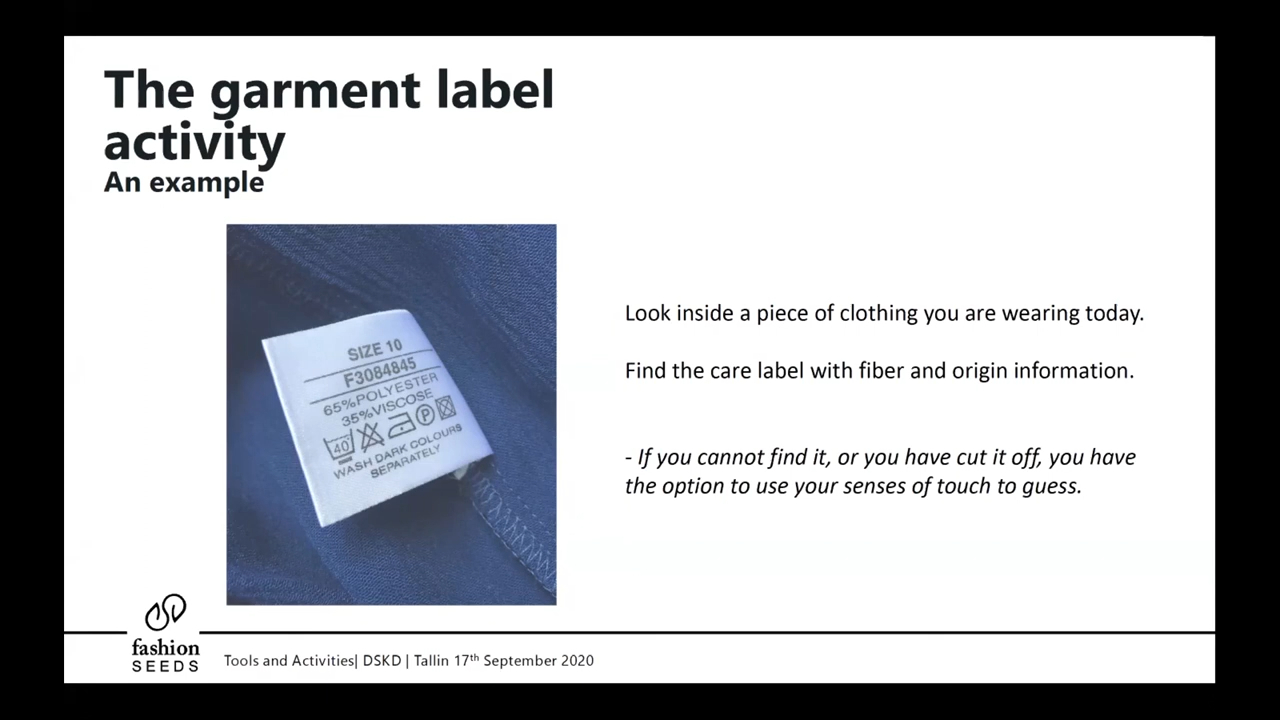 The garment label
activity
An example
SIZE 10
F3084845
65%POLYESTER
35%VISCOSE
40
P
WASH DARK COLOURS
SEPARATELY
Look inside a piece of clothing you are wearing today.
Find the care label with fiber and origin information.
- If you cannot find it, or you have cut it off, you have
the option to use your senses of touch to guess.
fashion
SEEDS
Tools and Activities| DSKD | Tallin 17th September 2020